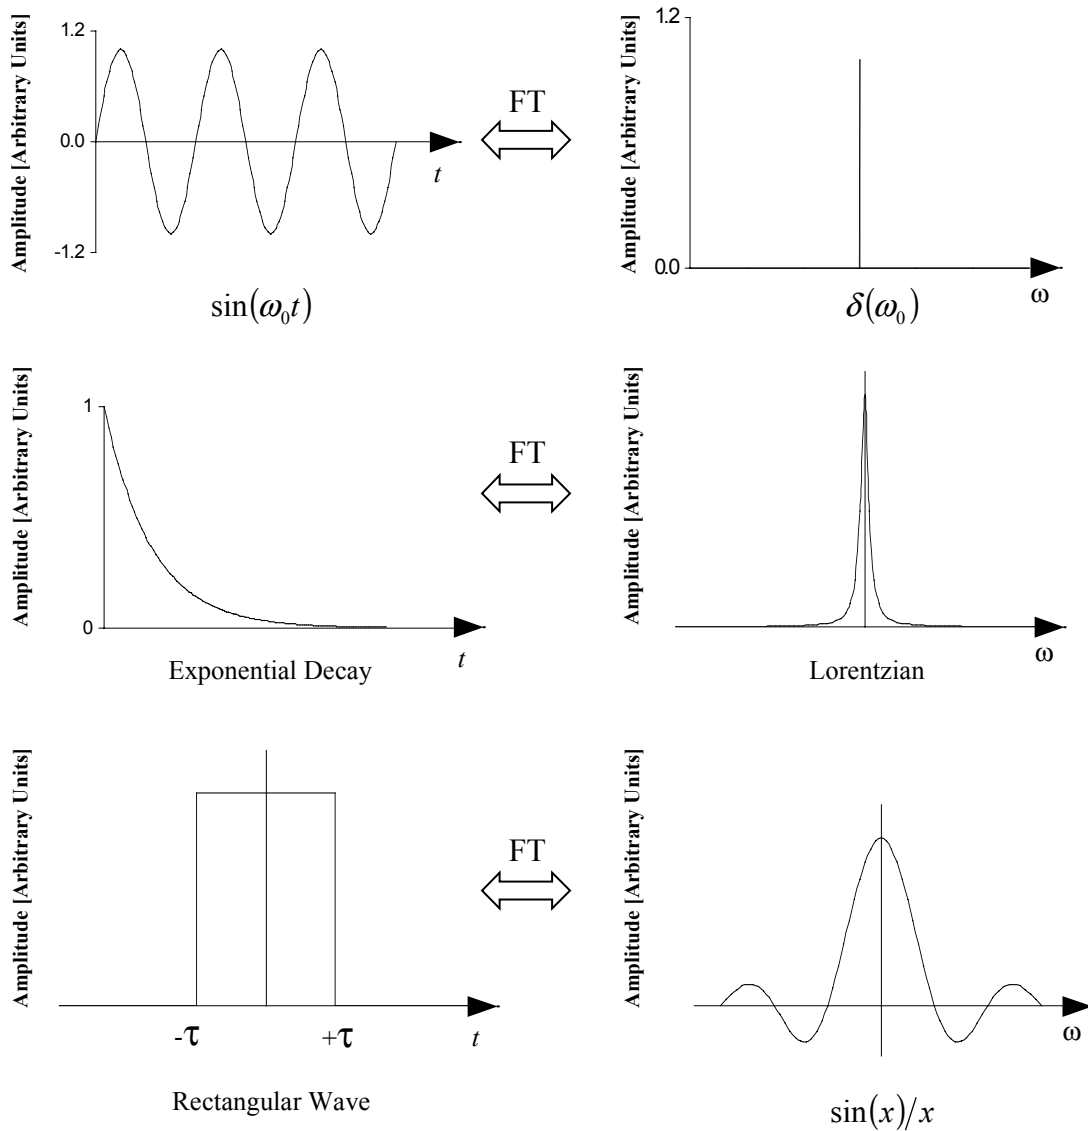 Amplitude [Arbitrary Units]
1.2
0.0
-1.2
t
sin(ω₀t)
FT
Amplitude [Arbitrary Units]
1.2
0.0
ω
δ(ω₀)
Amplitude [Arbitrary Units]
1
0
t
Exponential Decay
FT
Amplitude [Arbitrary Units]
ω
Lorentzian
Amplitude [Arbitrary Units]
-τ
+τ
t
Rectangular Wave
FT
Amplitude [Arbitrary Units]
ω
sin(x)/x